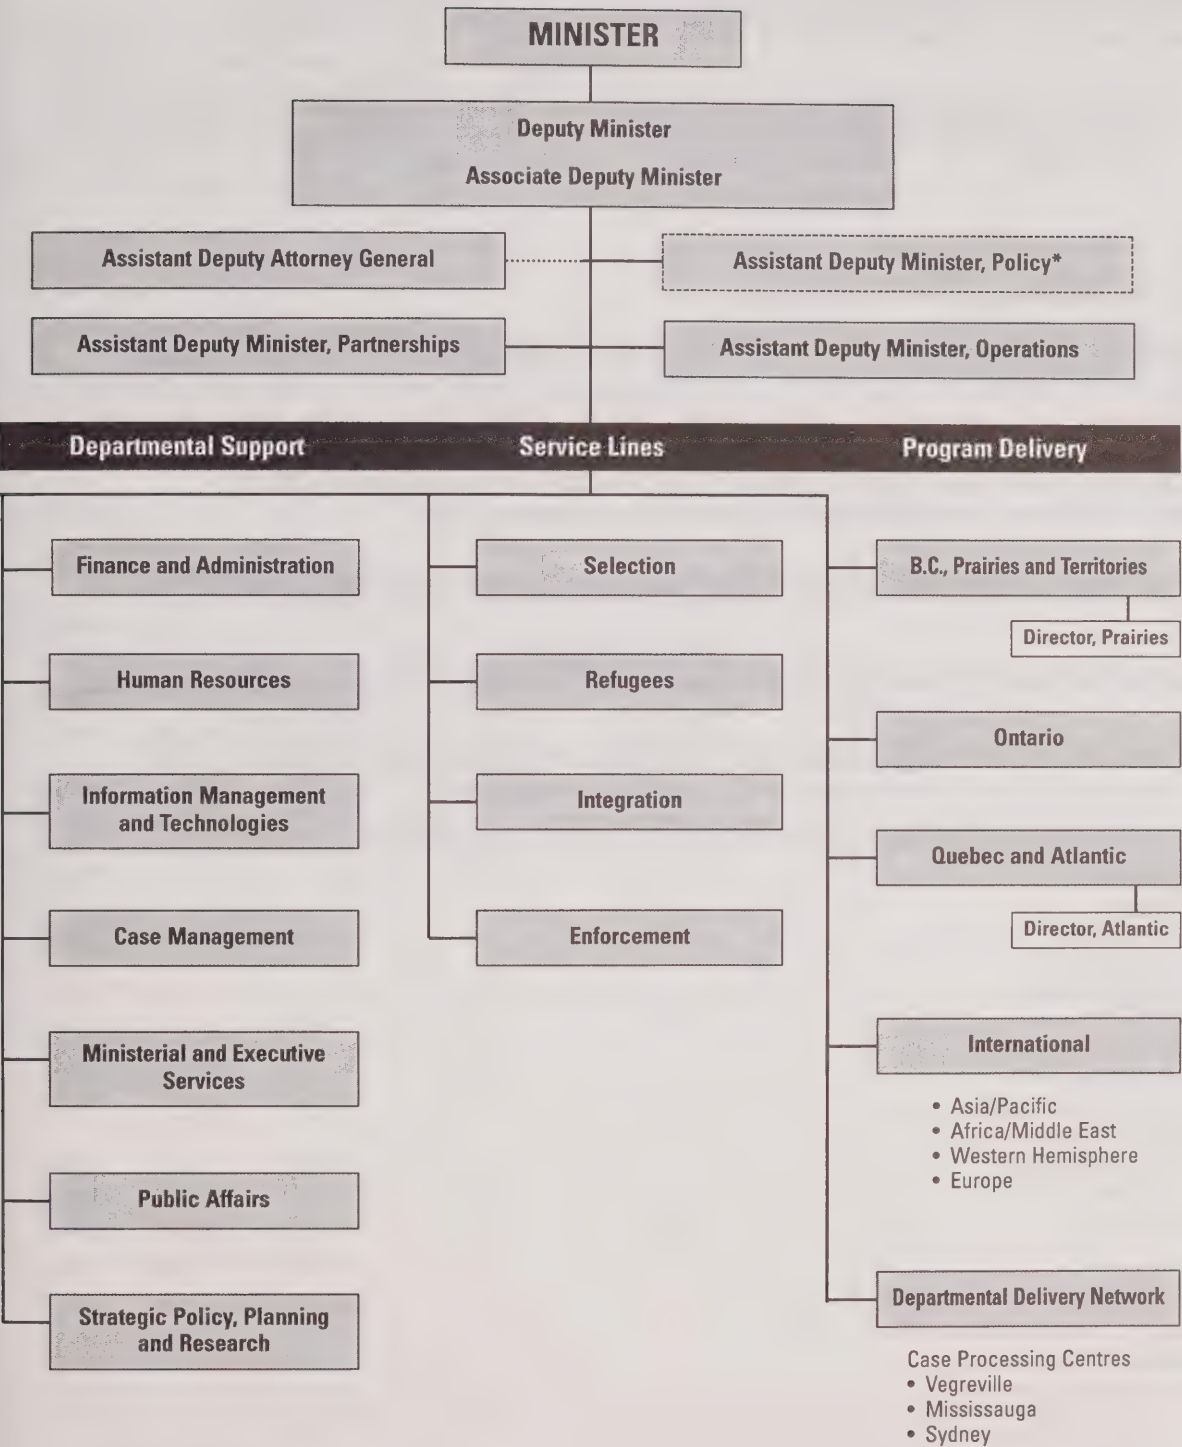 MINISTER
Deputy Minister
Associate Deputy Minister
Assistant Deputy Attorney General
Assistant Deputy Minister, Policy*
Assistant Deputy Minister, Partnerships
Assistant Deputy Minister, Operations
Departmental Support
Service Lines
Program Delivery
Finance and Administration
Human Resources
Information Management
and Technologies
Case Management
Ministerial and Executive
Services
Public Affairs
Strategic Policy, Planning
and Research
Selection
Refugees
Integration
Enforcement
B.C., Prairies and Territories
Director, Prairies
Ontario
Quebec and Atlantic
Director, Atlantic
International
• Asia/Pacific
• Africa/Middle East
• Western Hemisphere
• Europe
Departmental Delivery Network
Case Processing Centres
• Vegreville
• Mississauga
• Sydney